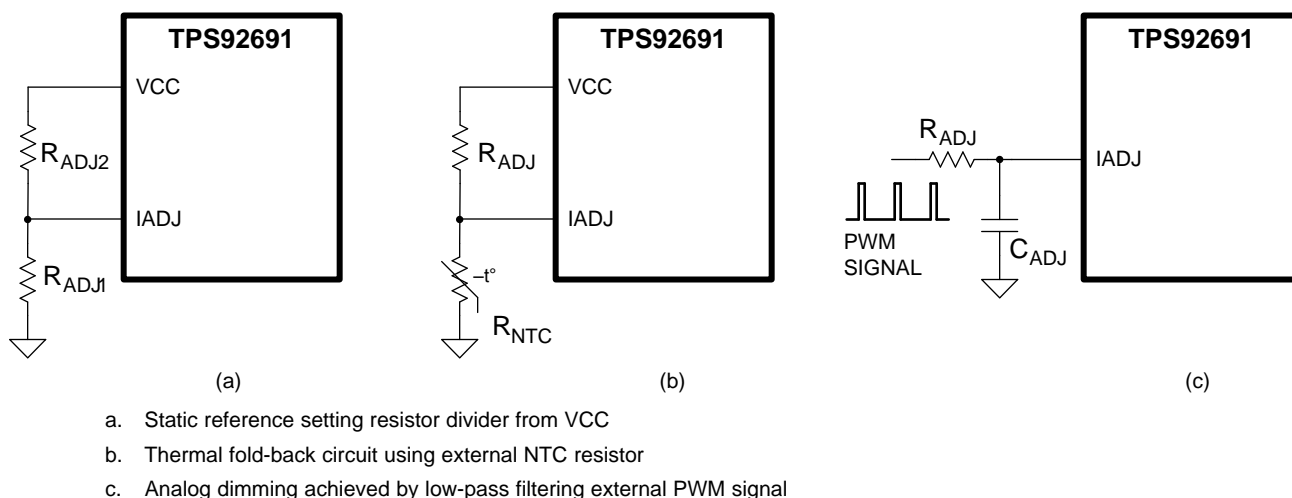 TPS92691
VCC
RADJ2
IADJ
RADJ1
(a)
TPS92691
VCC
RADJ
IADJ
–t°
RNTC
(b)
TPS92691
RADJ
IADJ
PWM
SIGNAL
CADJ
(c)
a. Static reference setting resistor divider from VCC
b. Thermal fold-back circuit using external NTC resistor
c. Analog dimming achieved by low-pass filtering external PWM signal